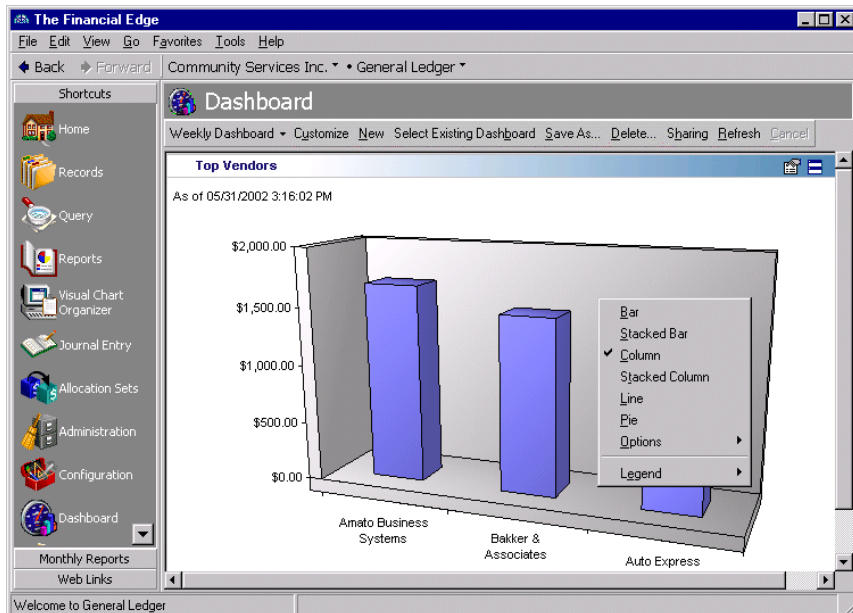 The Financial Edge
File Edit View Go Favorites Tools Help
Back Forward Community Services Inc. • General Ledger
Shortcuts
Home
Records
Query
Reports
Visual Chart
Organizer
Journal Entry
Allocation Sets
Administration
Configuration
Dashboard
Monthly Reports
Web Links
Dashboard
Weekly Dashboard Customize New Select Existing Dashboard Save As... Delete... Sharing Refresh Cancel
Top Vendors
As of 05/31/2002 3:16:02 PM
$2,000.00
$1,500.00
$1,000.00
$500.00
$0.00
Amato Business
Systems
Bakker &
Associates
Auto Express
Bar
Stacked Bar
Column
Stacked Column
Line
Pie
Options
Legend
Welcome to General Ledger